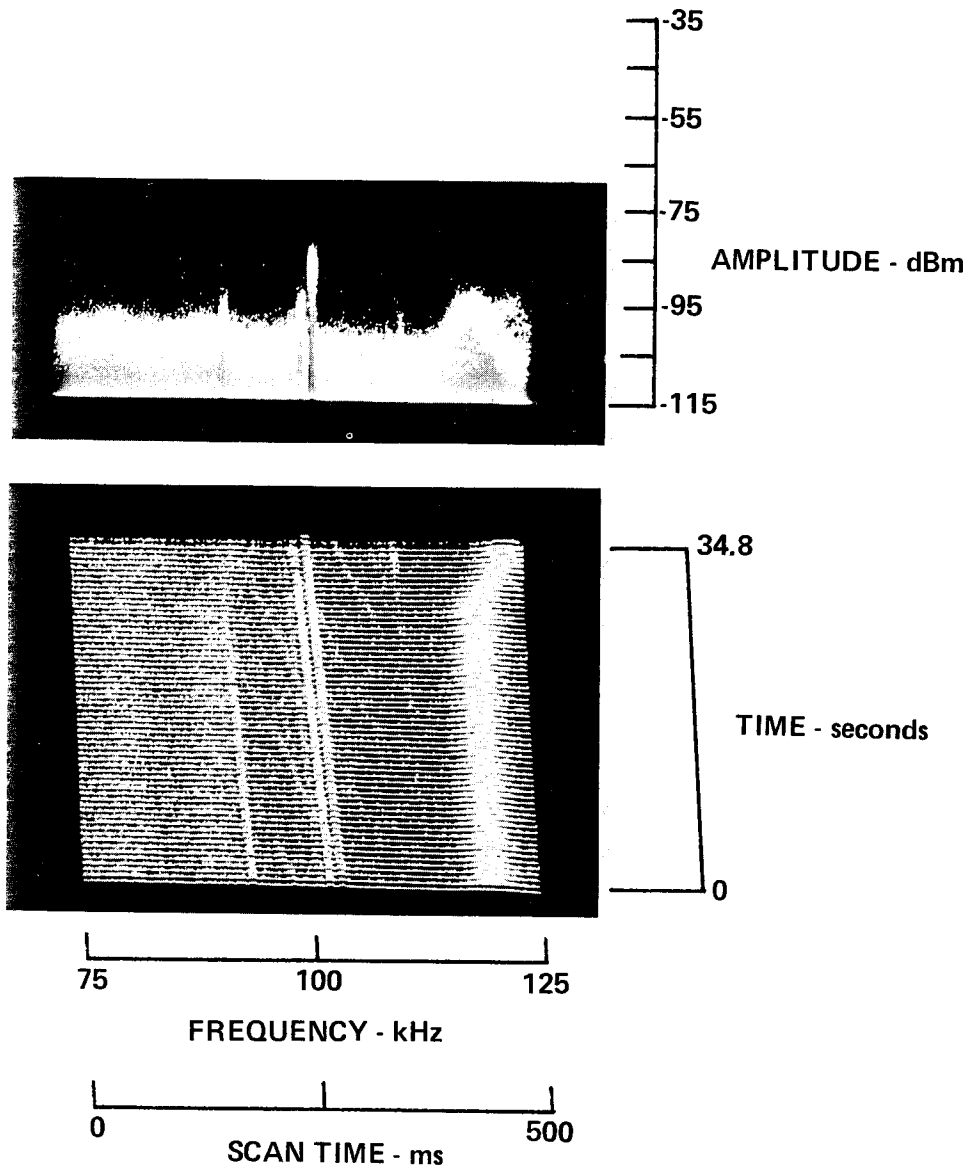 -35
-55
-75
AMPLITUDE - dBm
-95
-115
34.8
TIME - seconds
0
75 100 125
FREQUENCY - kHz
0 500
SCAN TIME - ms